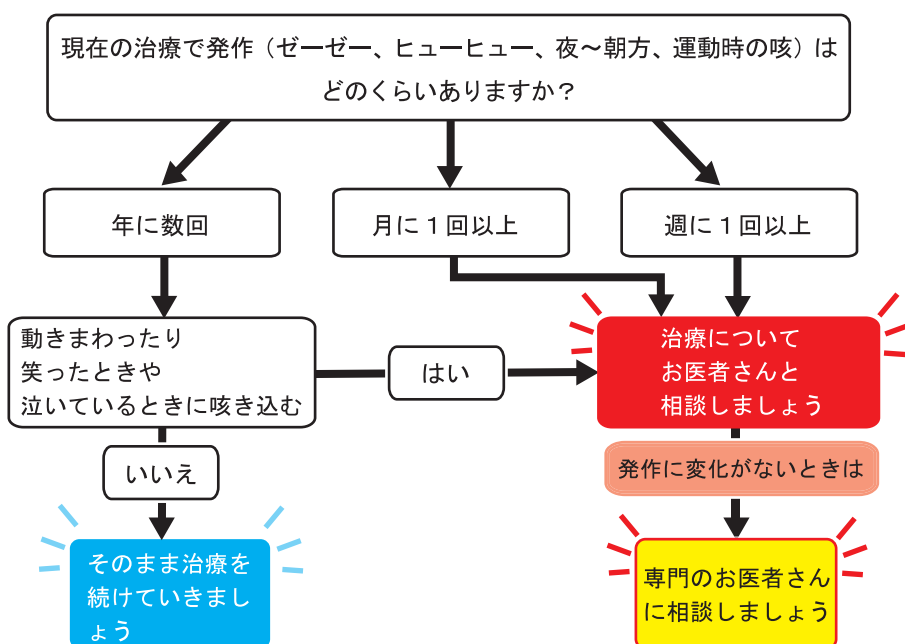 現在の治療で発作（ゼーゼー、ヒューヒュー、夜～朝方、運動時の咳）は
どのくらいありますか？
年に数回
月に１回以上
週に１回以上
動きまわったり
笑ったときや
泣いているときに咳き込む
はい
治療について
お医者さんと
相談しましょう
いいえ
発作に変化がないときは
そのまま治療を
続けていきまし
ょう
専門のお医者さん
に相談しましょう